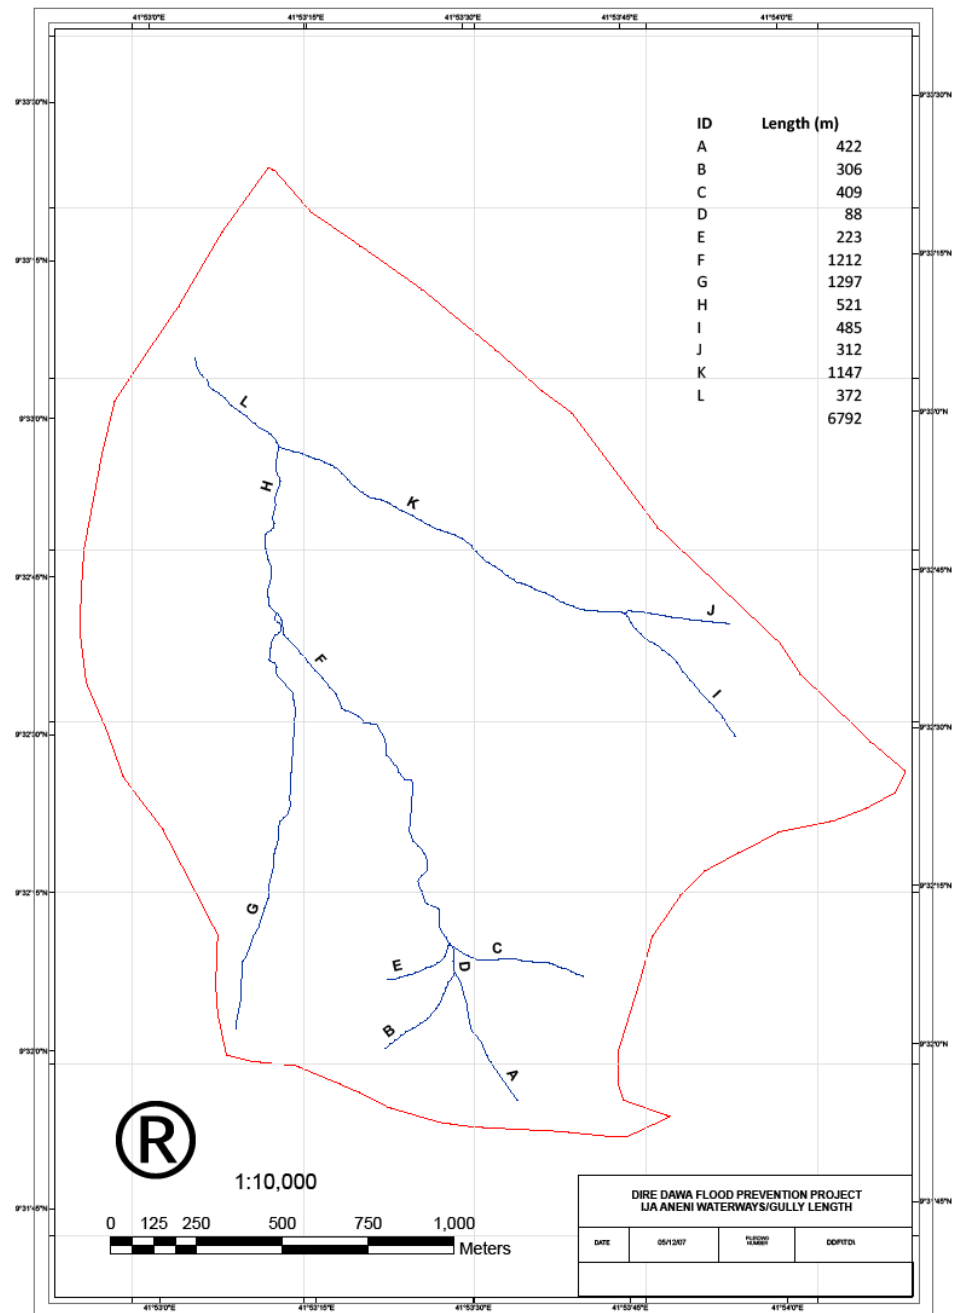 41°53'0"E 41°53'15"E 41°53'30"E 41°53'45"E 41°54'0"E
9°33'30"N 9°33'30"N
ID Length (m)
A 422
B 306
C 409
D 88
E 223
F 1212
G 1297
H 521
I 485
J 312
K 1147
L 372
6792
9°33'15"N 9°33'15"N
9°33'0"N 9°33'0"N
L
H
K
9°32'45"N 9°32'45"N
J
F
I
9°32'30"N 9°32'30"N
9°32'15"N 9°32'15"N
G
C
E
D
B
9°32'0"N 9°32'0"N
A
®
1:10,000
0 125 250 500 750 1,000
Meters
DIRE DAWA FLOOD PREVENTION PROJECT
IJA ANENI WATERWAYS/GULLY LENGTH
9°31'45"N 9°31'45"N
DATE 05/12/07 NUMBER
41°53'0"E 41°53'15"E 41°53'30"E 41°53'45"E 41°54'0"E